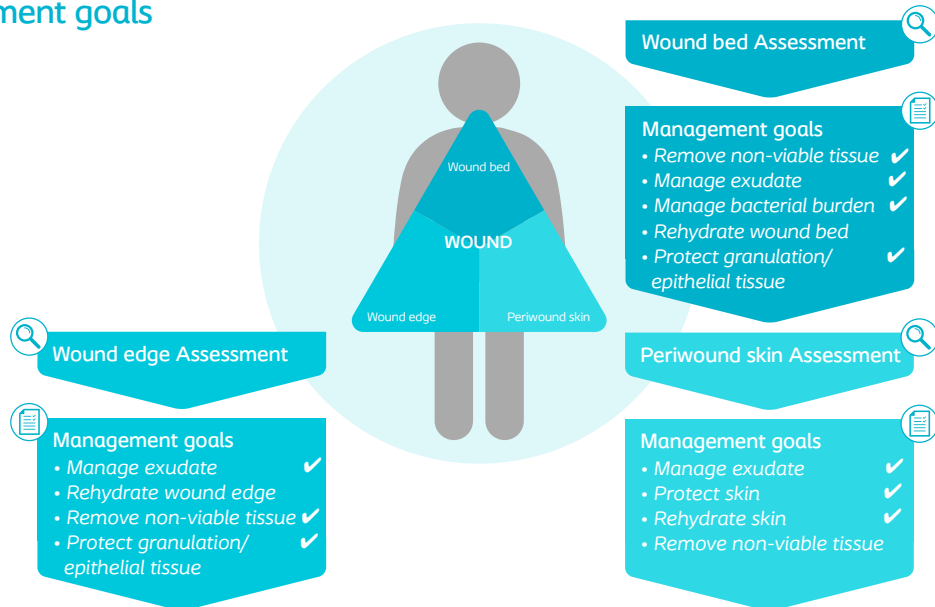 ment goals
Wound bed Assessment
Management goals
• Remove non-viable tissue ✔
• Manage exudate ✔
• Manage bacterial burden ✔
• Rehydrate wound bed
• Protect granulation/ ✔
epithelial tissue
Wound bed
WOUND
Wound edge
Periwound skin
Wound edge Assessment
Management goals
• Manage exudate ✔
• Rehydrate wound edge
• Remove non-viable tissue ✔
• Protect granulation/ ✔
epithelial tissue
Periwound skin Assessment
Management goals
• Manage exudate ✔
• Protect skin ✔
• Rehydrate skin ✔
• Remove non-viable tissue